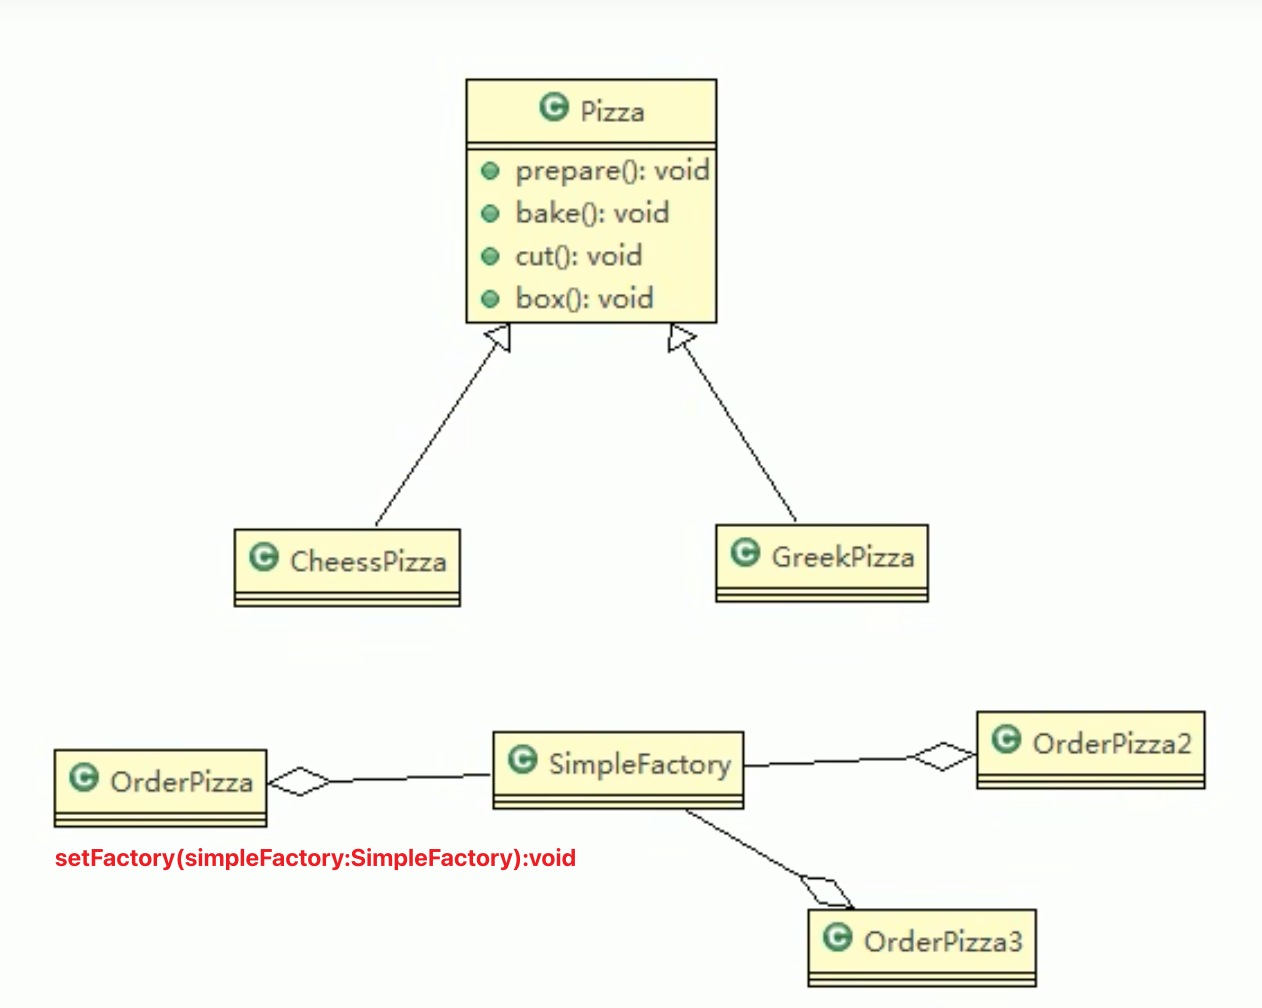 C Pizza
prepare(): void
bake(): void
cut(): void
box(): void
C CheessPizza
C GreekPizza
C OrderPizza
C SimpleFactory
C OrderPizza2
setFactory(simpleFactory:SimpleFactory):void
C OrderPizza3